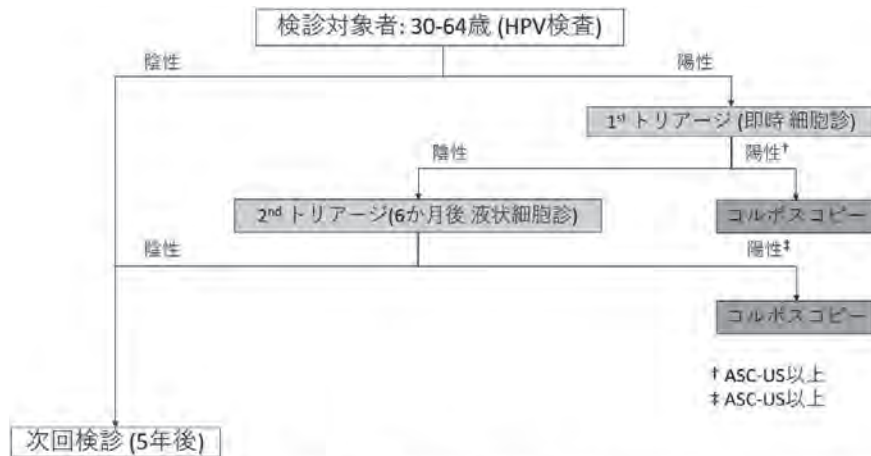 検診対象者: 30-64歳 (HPV検査)
陰性
陽性
1st トリアージ (即時 細胞診)
陰性
陽性†
2nd トリアージ(6か月後 液状細胞診)
コルポスコピー
陰性
陽性‡
コルポスコピー
† ASC-US以上
‡ ASC-US以上
次回検診 (5年後)